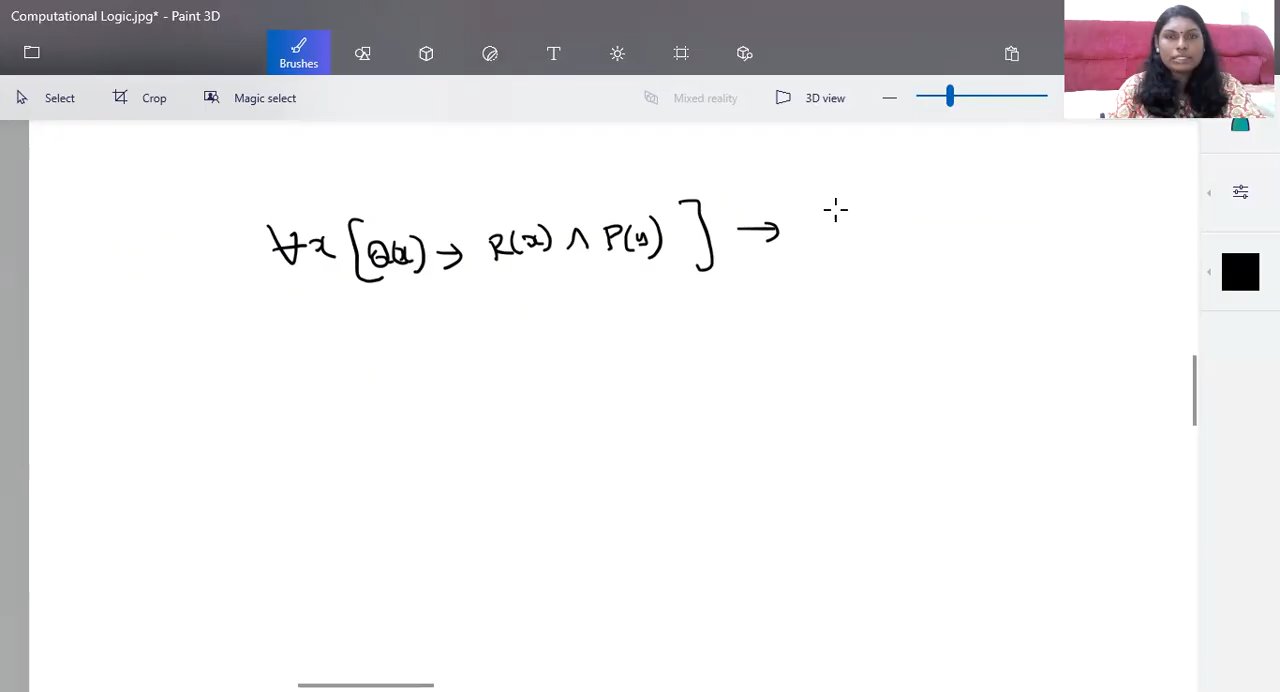 Computational Logic.jpg* - Paint 3D
Brushes
Select Crop Magic select Mixed reality 3D view
∀x [Q(x) → R(x) ∧ P(y) ] →